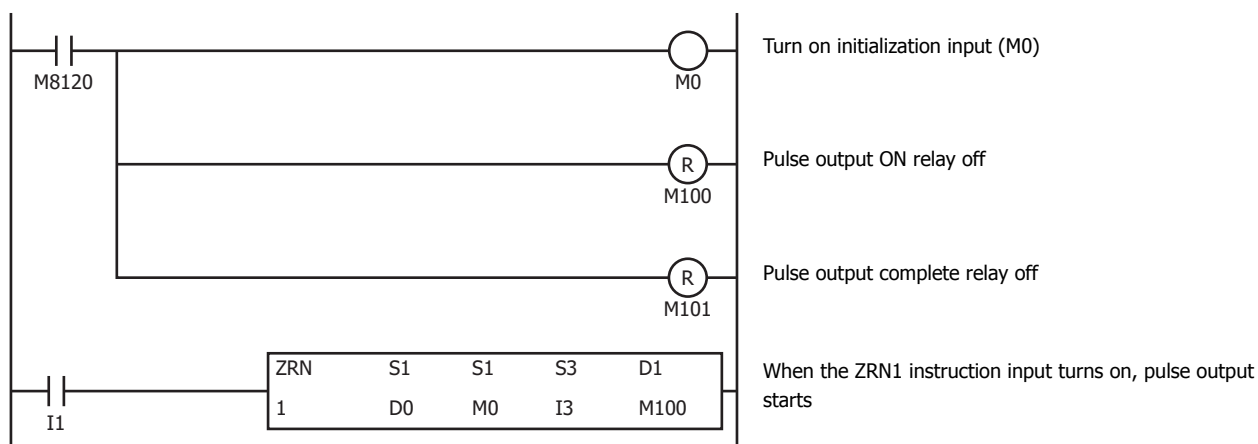 Turn on initialization input (M0)
M8120
M0
Pulse output ON relay off
R
M100
Pulse output complete relay off
R
M101
ZRN S1 S1 S3 D1
When the ZRN1 instruction input turns on, pulse output
starts
1 D0 M0 I3 M100
I1